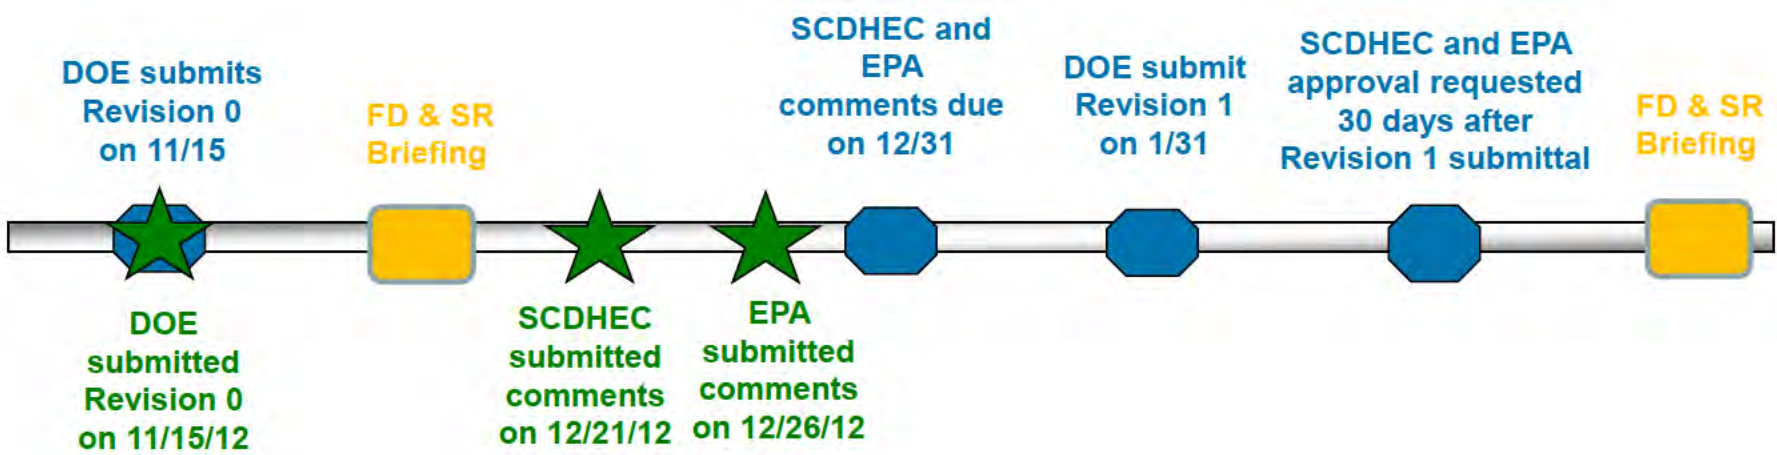 DOE submits
Revision 0
on 11/15
FD & SR
Briefing
SCDHEC and
EPA
comments due
on 12/31
DOE submit
Revision 1
on 1/31
SCDHEC and EPA
approval requested
30 days after
Revision 1 submittal
FD & SR
Briefing
DOE
submitted
Revision 0
on 11/15/12
SCDHEC
submitted
comments
on 12/21/12
EPA
submitted
comments
on 12/26/12